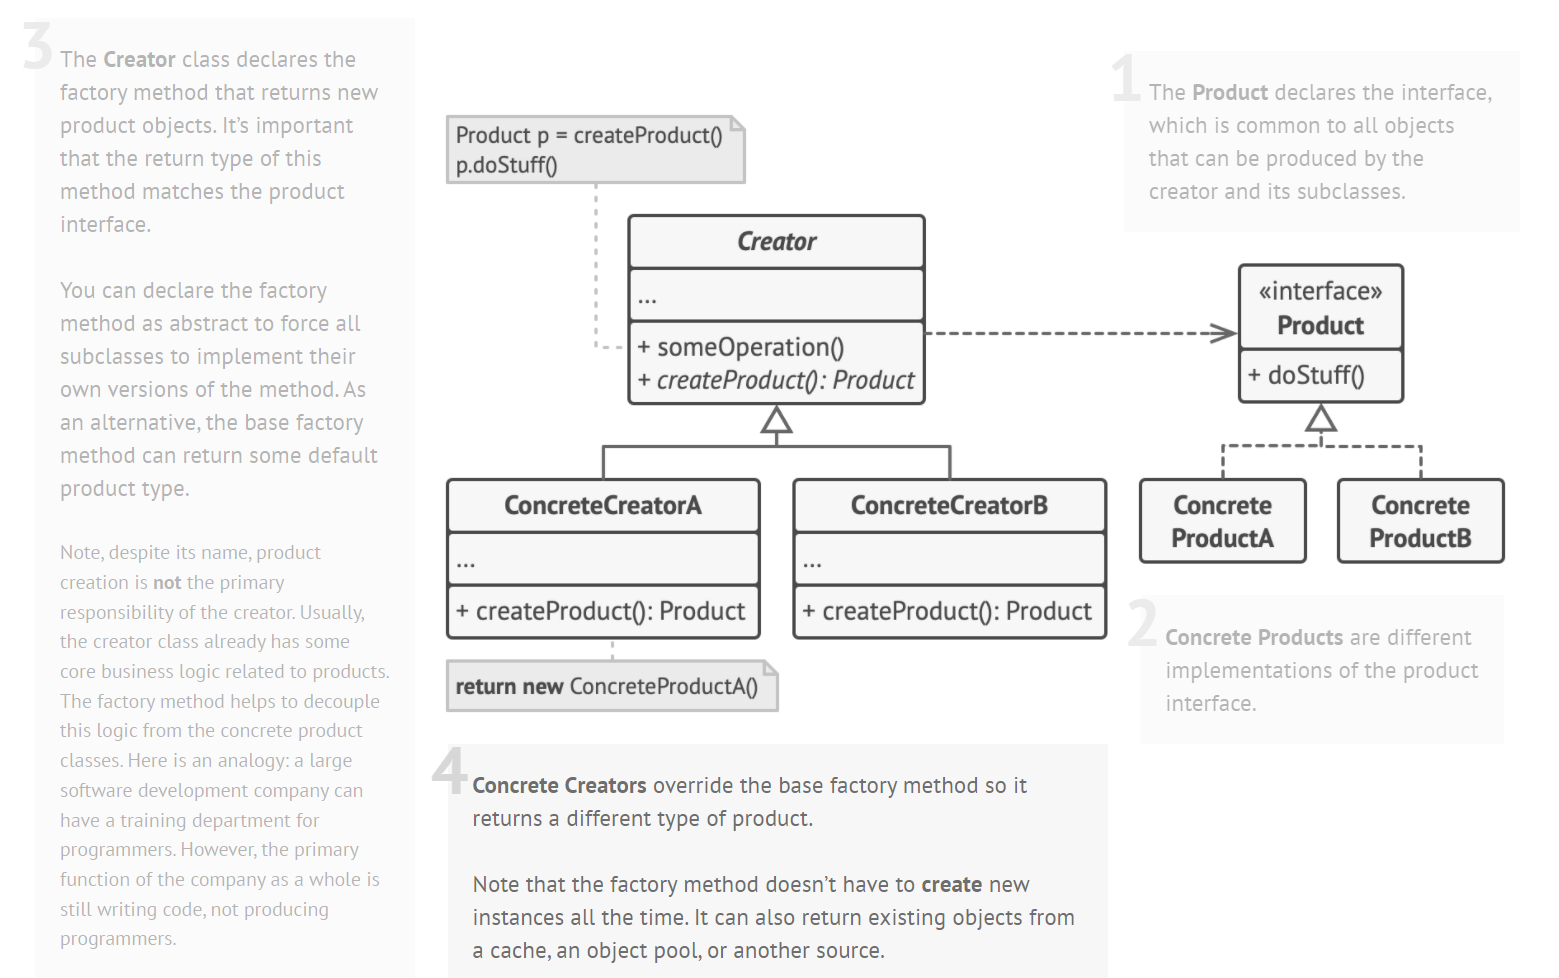 3
The Creator class declares the
factory method that returns new
product objects. It’s important
that the return type of this
method matches the product
interface.
You can declare the factory
method as abstract to force all
subclasses to implement their
own versions of the method. As
an alternative, the base factory
method can return some default
product type.
Note, despite its name, product
creation is not the primary
responsibility of the creator. Usually,
the creator class already has some
core business logic related to products.
The factory method helps to decouple
this logic from the concrete product
classes. Here is an analogy: a large
software development company can
have a training department for
programmers. However, the primary
function of the company as a whole is
still writing code, not producing
programmers.
Product p = createProduct()
p.doStuff()
Creator
...
+ someOperation()
+ createProduct(): Product
ConcreteCreatorA
...
+ createProduct(): Product
ConcreteCreatorB
...
+ createProduct(): Product
return new ConcreteProductA()
1
The Product declares the interface,
which is common to all objects
that can be produced by the
creator and its subclasses.
«interface»
Product
+ doStuff()
Concrete
ProductA
Concrete
ProductB
2
Concrete Products are different
implementations of the product
interface.
4
Concrete Creators override the base factory method so it
returns a different type of product.
Note that the factory method doesn’t have to create new
instances all the time. It can also return existing objects from
a cache, an object pool, or another source.